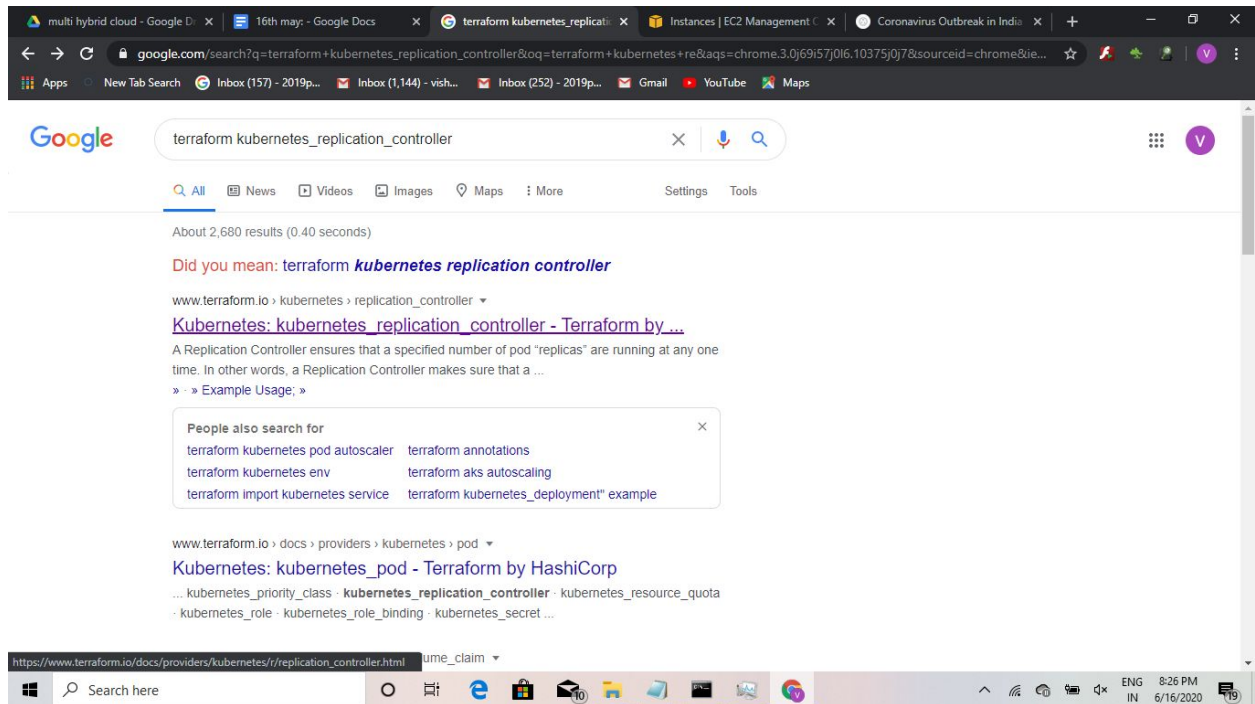 multi hybrid cloud - Google Dr
16th may: - Google Docs
terraform kubernetes_replicatic
Instances | EC2 Management C
Coronavirus Outbreak in India
google.com/search?q=terraform+kubernetes_replication_controller&oq=terraform+kubernetes+re&aqs=chrome.3.0j69i57j0l6.10375j0j7&sourceid=chrome&ie...
Apps
New Tab Search
Inbox (157) - 2019p...
Inbox (1,144) - vish...
Inbox (252) - 2019p...
Gmail
YouTube
Maps
Google
terraform kubernetes_replication_controller
V
All
News
Videos
Images
Maps
More
Settings
Tools
About 2,680 results (0.40 seconds)
Did you mean: terraform kubernetes replication controller
www.terraform.io › kubernetes › replication_controller
Kubernetes: kubernetes_replication_controller - Terraform by ...
A Replication Controller ensures that a specified number of pod “replicas” are running at any one
time. In other words, a Replication Controller makes sure that a ...
» · » Example Usage; »
People also search for
terraform kubernetes pod autoscaler
terraform annotations
terraform kubernetes env
terraform aks autoscaling
terraform import kubernetes service
terraform kubernetes_deployment" example
www.terraform.io › docs › providers › kubernetes › pod
Kubernetes: kubernetes_pod - Terraform by HashiCorp
... kubernetes_priority_class · kubernetes_replication_controller · kubernetes_resource_quota
· kubernetes_role · kubernetes_role_binding · kubernetes_secret ...
https://www.terraform.io/docs/providers/kubernetes/r/replication_controller.html
ume_claim
Search here
10
ENG
IN
8:26 PM
6/16/2020
19